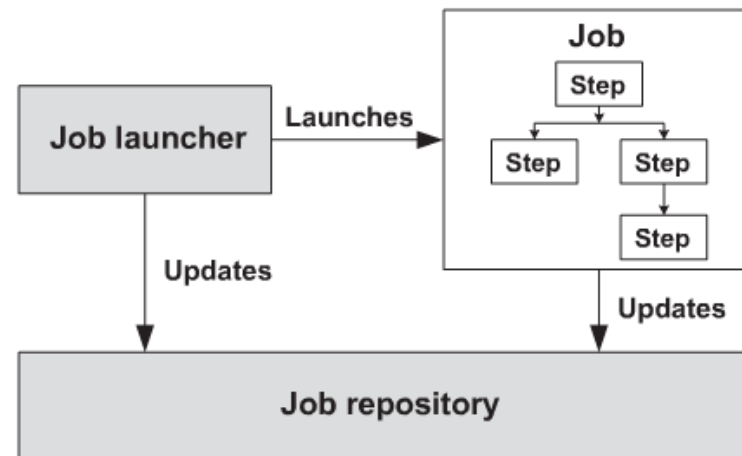 Job
Step
Launches
Job launcher
Step
Step
Step
Updates
Updates
Job repository